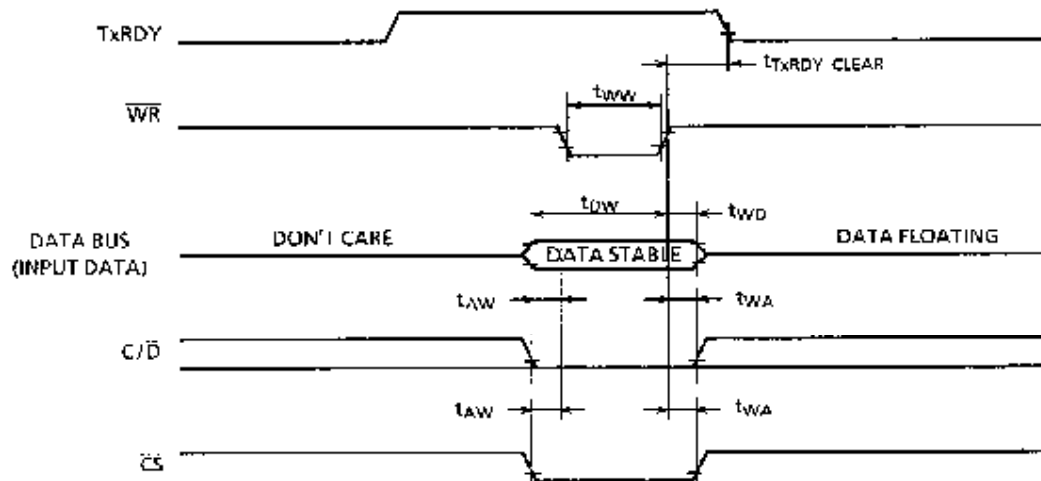 TxRDY
tTxRDY CLEAR
tWW
WR
tDW
tWD
DATA BUS
(INPUT DATA)
DON'T CARE
DATA STABLE
DATA FLOATING
tAW
tWA
C/D
tAW
tWA
CS